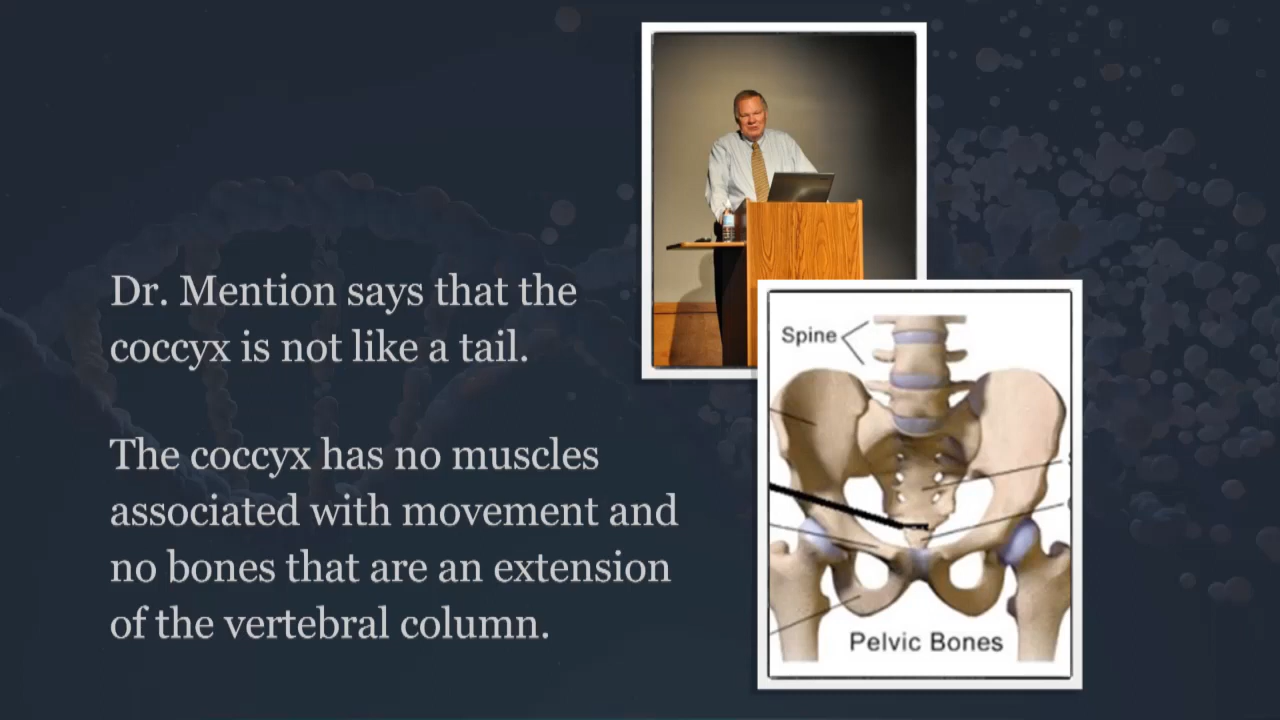 Dr. Mention says that the
coccyx is not like a tail.
The coccyx has no muscles
associated with movement and
no bones that are an extension
of the vertebral column.
Spine
Pelvic Bones